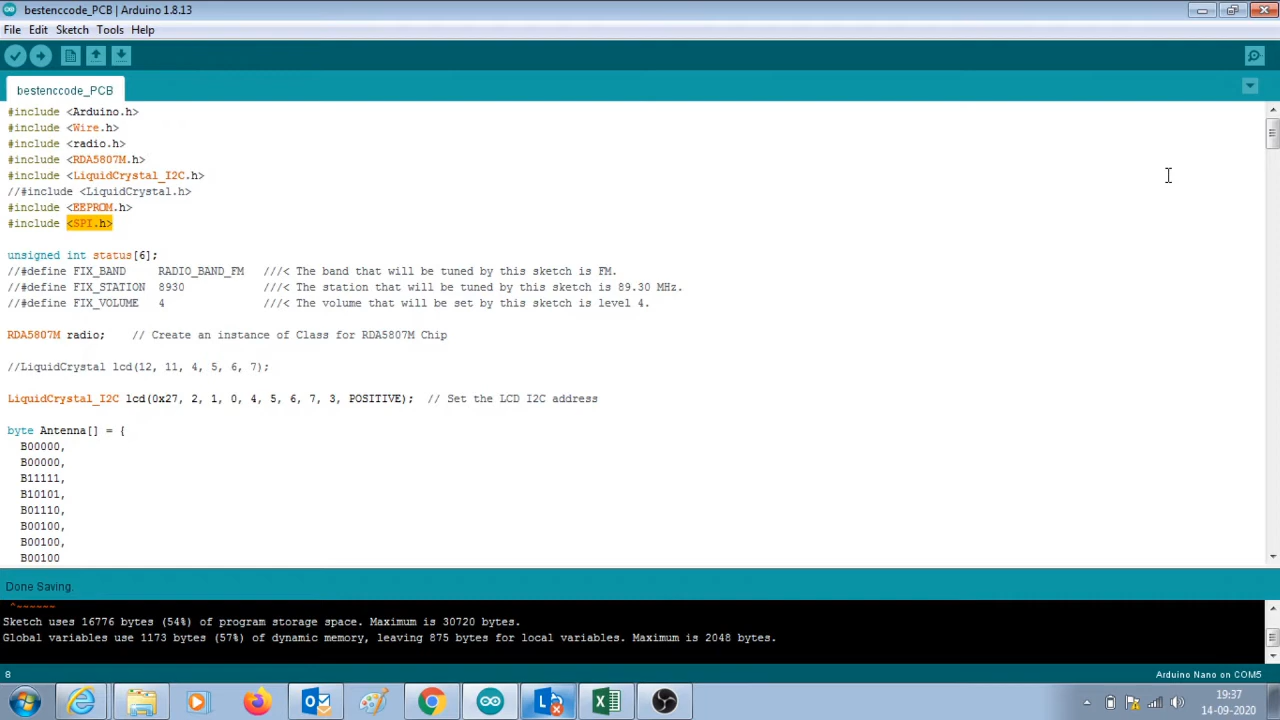 bestenccode_PCB | Arduino 1.8.13
File Edit Sketch Tools Help
bestenccode_PCB
#include <Arduino.h>
#include <Wire.h>
#include <radio.h>
#include <RDA5807M.h>
#include <LiquidCrystal_I2C.h>
//#include <LiquidCrystal.h>
#include <EEPROM.h>
#include <SPI.h>
unsigned int status[6];
//#define FIX_BAND     RADIO_BAND_FM   ///< The band that will be tuned by this sketch is FM.
//#define FIX_STATION  8930            ///< The station that will be tuned by this sketch is 89.30 MHz.
//#define FIX_VOLUME   4               ///< The volume that will be set by this sketch is level 4.
RDA5807M radio;    // Create an instance of Class for RDA5807M Chip
//LiquidCrystal lcd(12, 11, 4, 5, 6, 7);
LiquidCrystal_I2C lcd(0x27, 2, 1, 0, 4, 5, 6, 7, 3, POSITIVE);  // Set the LCD I2C address
byte Antenna[] = {
  B00000,
  B00000,
  B11111,
  B10101,
  B01110,
  B00100,
  B00100,
  B00100
Done Saving.
^~~~~~~
Sketch uses 16776 bytes (54%) of program storage space. Maximum is 30720 bytes.
Global variables use 1173 bytes (57%) of dynamic memory, leaving 875 bytes for local variables. Maximum is 2048 bytes.
8 Arduino Nano on COM5
19:37
14-09-2020